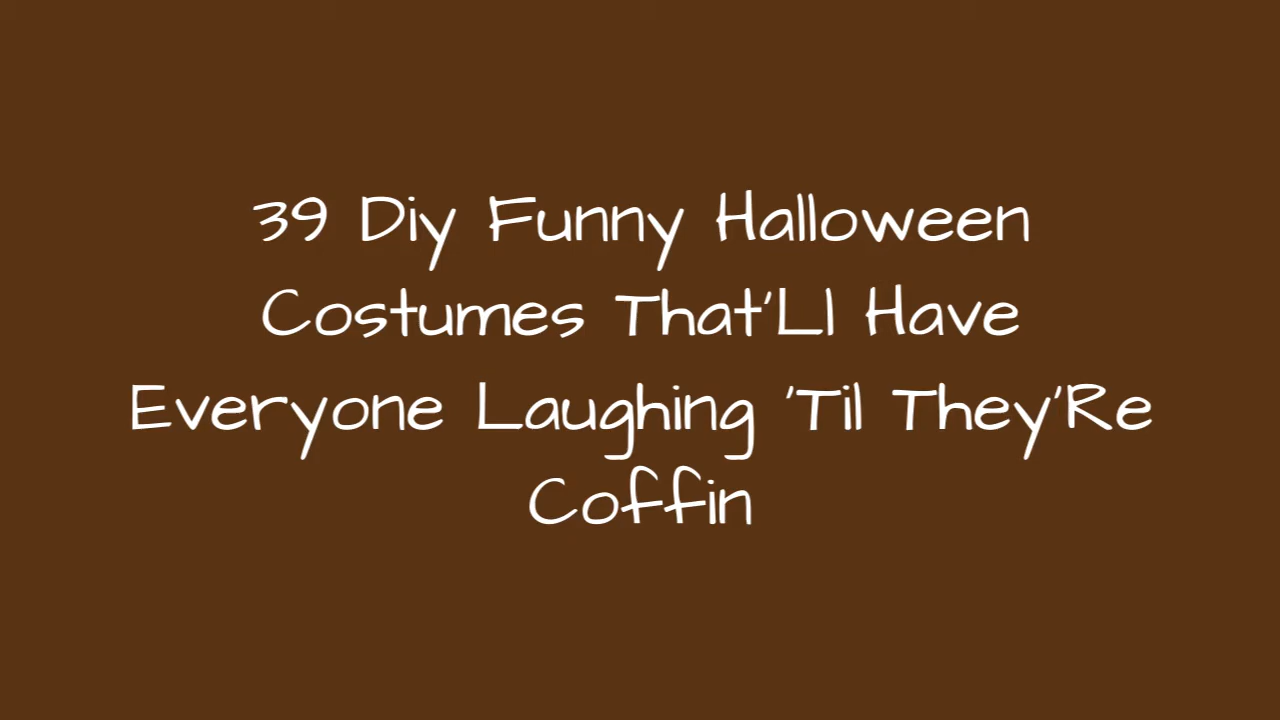 39 Diy Funny Halloween
Costumes That'Ll Have
Everyone Laughing 'Til They'Re
Coffin